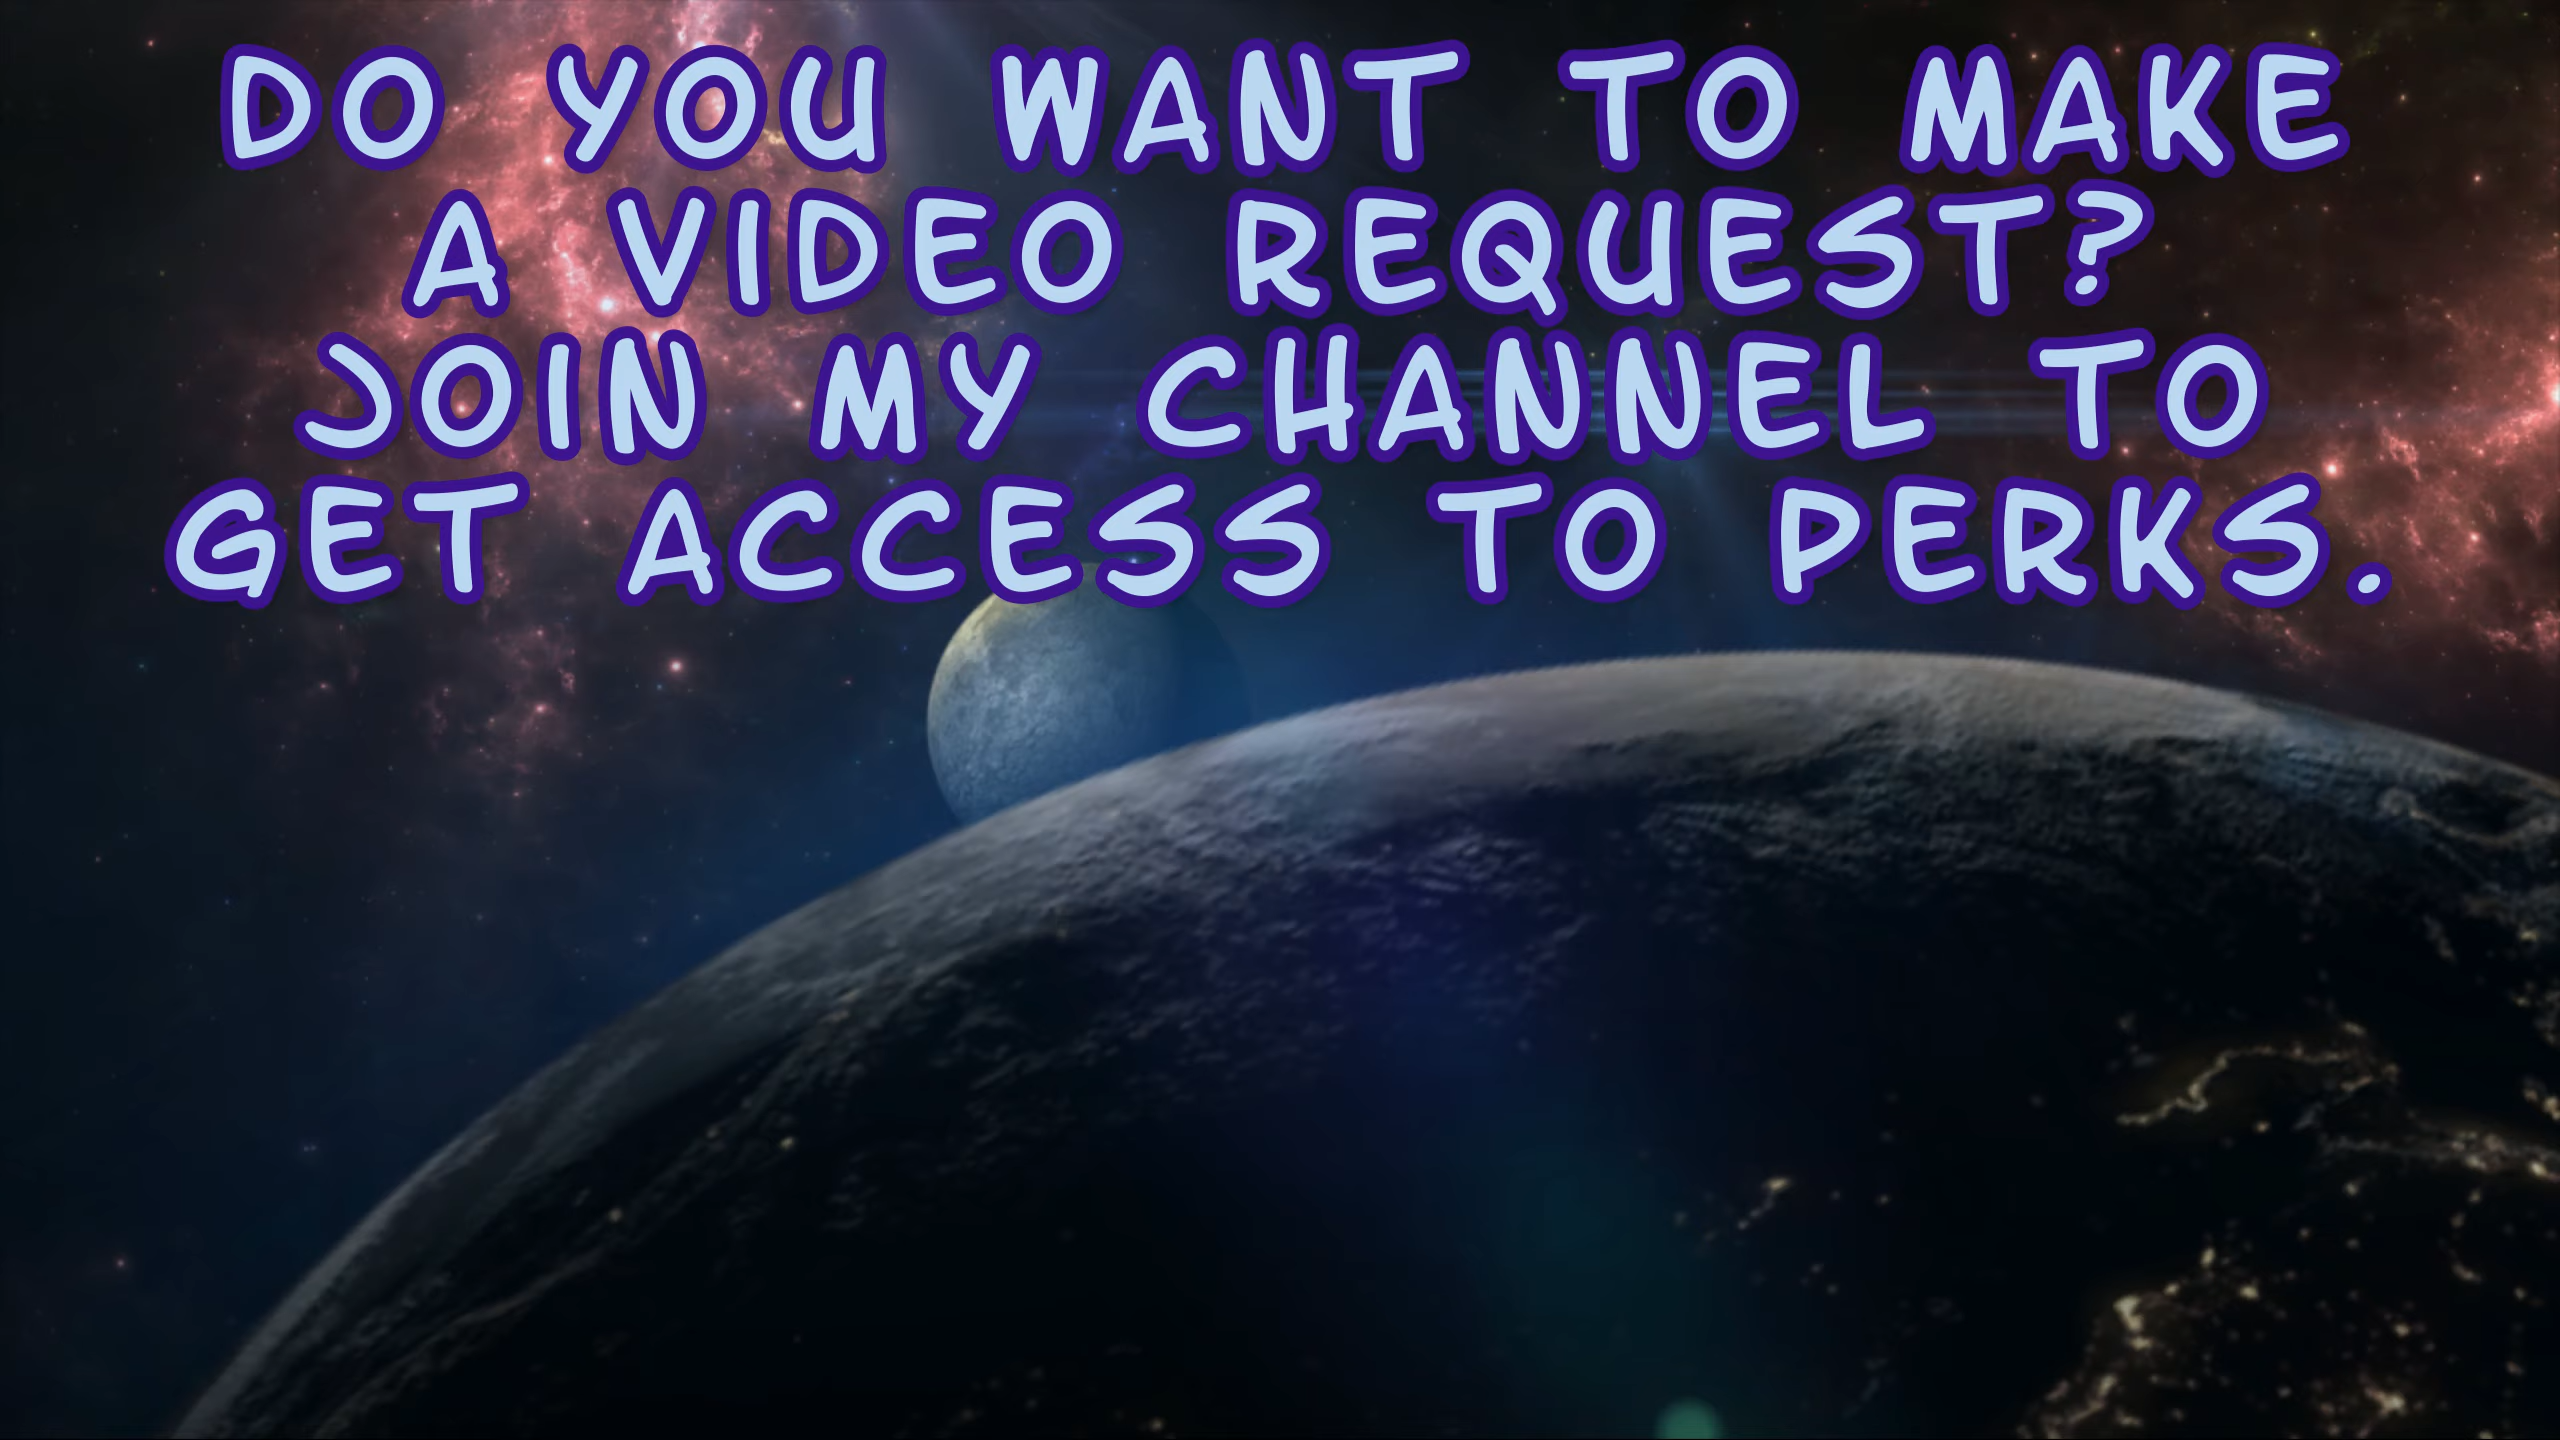 DO YOU WANT TO MAKE
A VIDEO REQUEST?
JOIN MY CHANNEL TO
GET ACCESS TO PERKS.